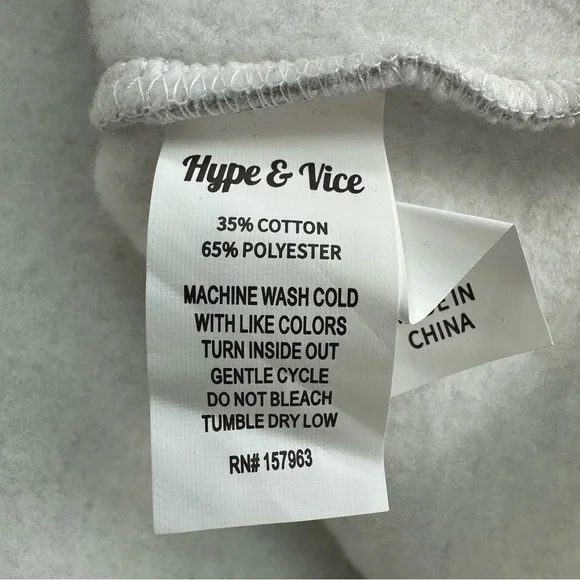 Hype & Vice
35% COTTON
65% POLYESTER
MACHINE WASH COLD
WITH LIKE COLORS
TURN INSIDE OUT
GENTLE CYCLE
DO NOT BLEACH
TUMBLE DRY LOW
RN# 157963
IN
CHINA